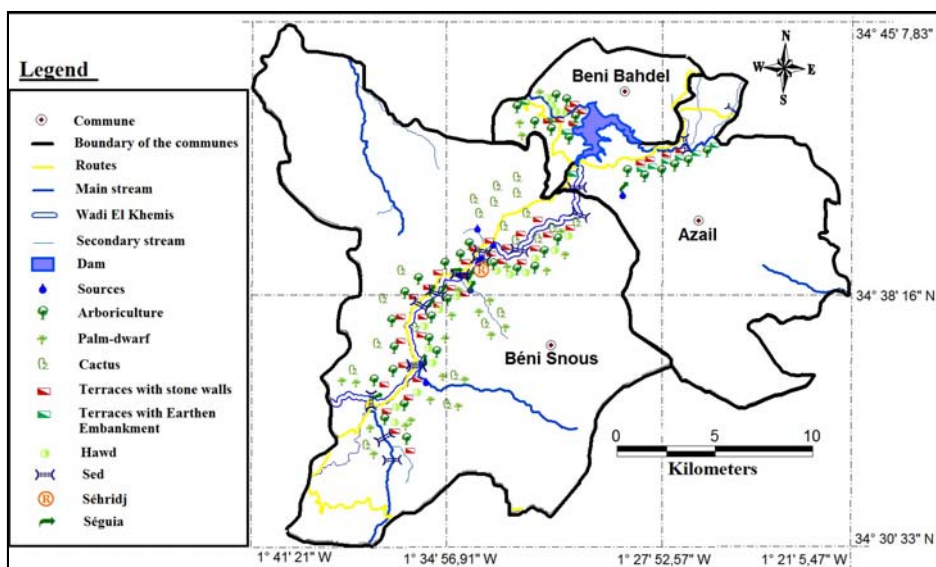 Legend
Commune
Boundary of the communes
Routes
Main stream
Wadi El Khemis
Secondary stream
Dam
Sources
Arboriculture
Palm-dwarf
Cactus
Terraces with stone walls
Terraces with Earthen
Embankment
Hawd
Sed
R
Séhridj
Séguia
Beni Bahdel
Azail
R
Béni Snous
N
W E
S
0 5 10
Kilometers
34° 45' 7,83"
34° 38' 16" N
34° 30' 33" N
1° 41' 21" W
1° 34' 56,91" W
1° 27' 52,57" W
1° 21' 5,47" W